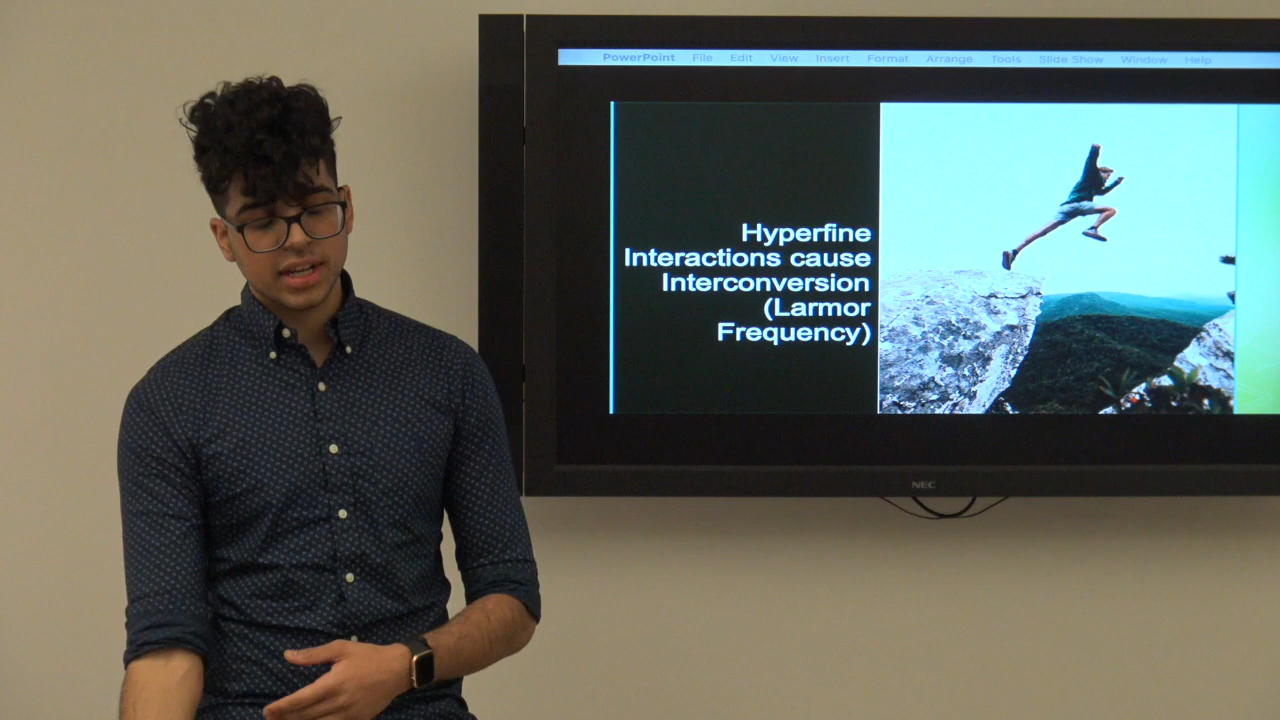 PowerPoint File Edit View Insert Format Arrange Tools Slide Show Window Help
Hyperfine
Interactions cause
Interconversion
(Larmor
Frequency)
NEC